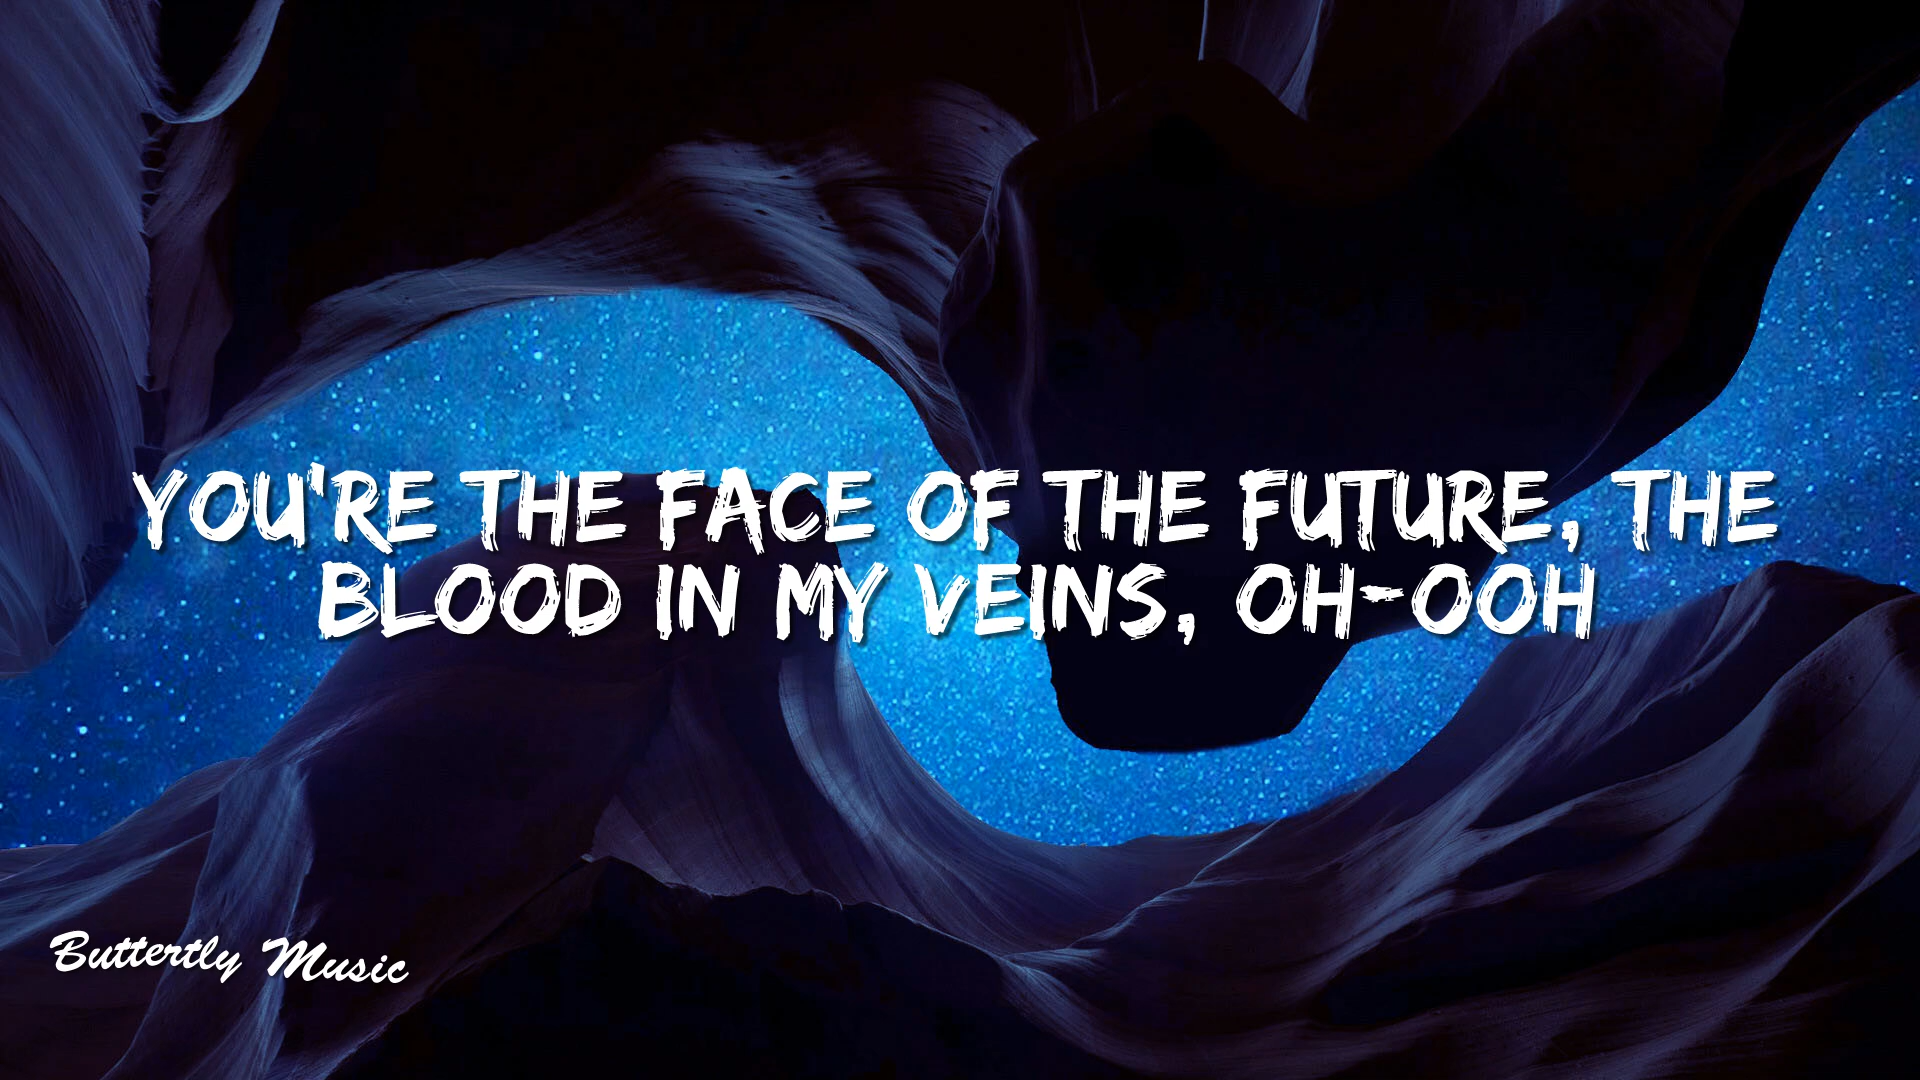 YOU'RE THE FACE OF THE FUTURE, THE
BLOOD IN MY VEINS, OH-OOH
Buttertly Music